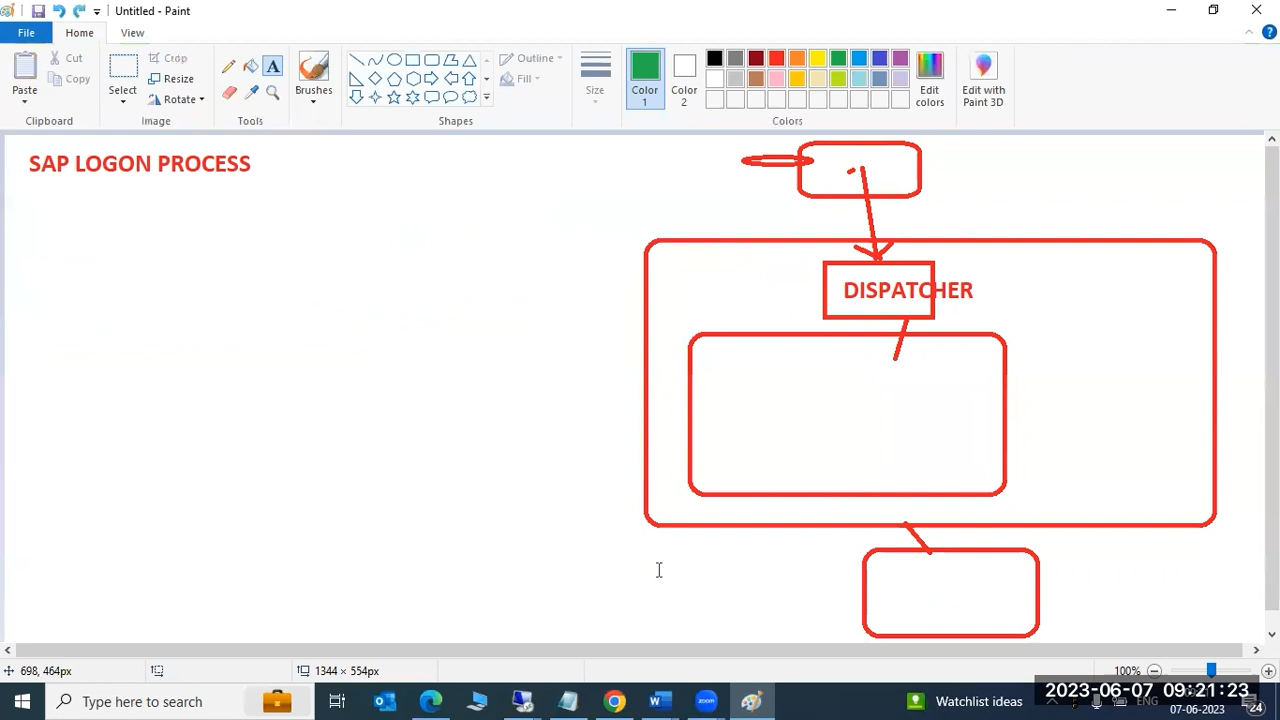 Untitled - Paint
File
Home
View
Paste
Cut
Copy
Clipboard
Select
Crop
Resize
Rotate
Image
A
Tools
Brushes
Shapes
Outline
Fill
Size
Color 1
Color 2
Edit colors
Colors
Edit with Paint 3D
SAP LOGON PROCESS
DISPATCHER
698, 464px
1344 × 554px
100%
Type here to search
Watchlist ideas
ENG
2023-06-07 09:21:23
07-06-2023
24